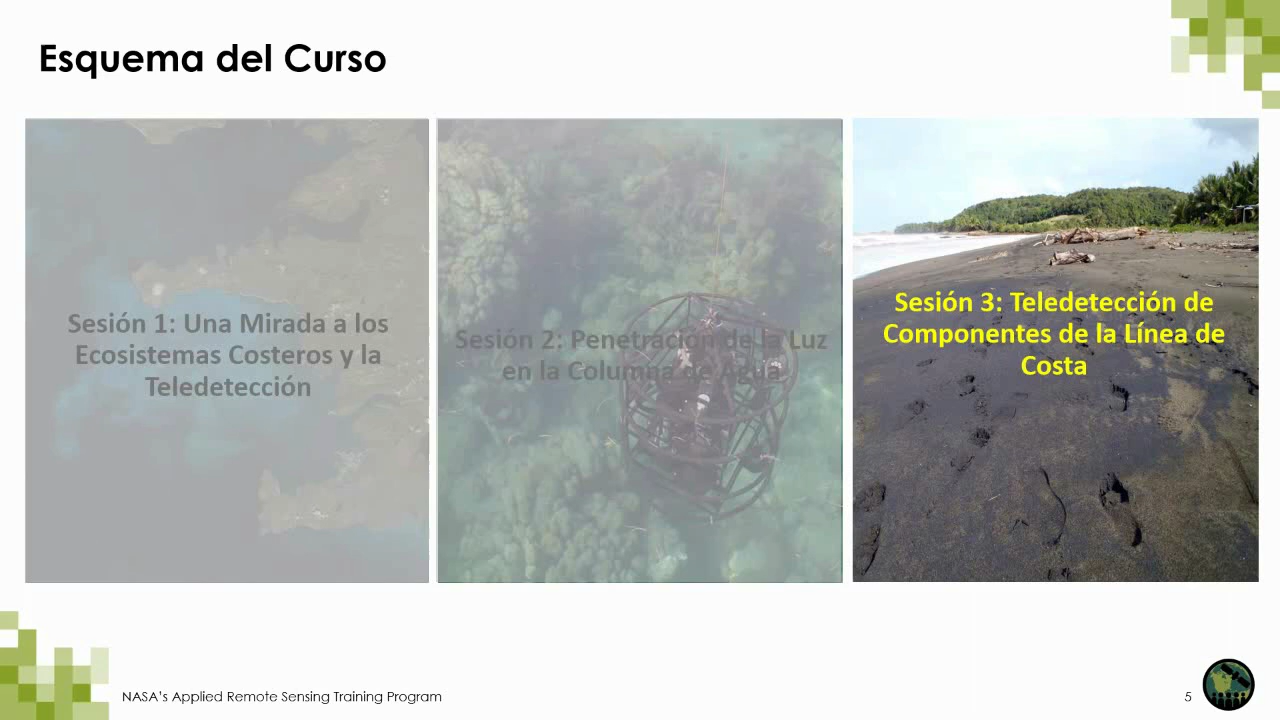 Esquema del Curso
Sesión 1: Una Mirada a los
Ecosistemas Costeros y la
Teledetección
Sesión 2: Penetración de la Luz
en la Columna de Agua
Sesión 3: Teledetección de
Componentes de la Línea de
Costa
NASA's Applied Remote Sensing Training Program
5